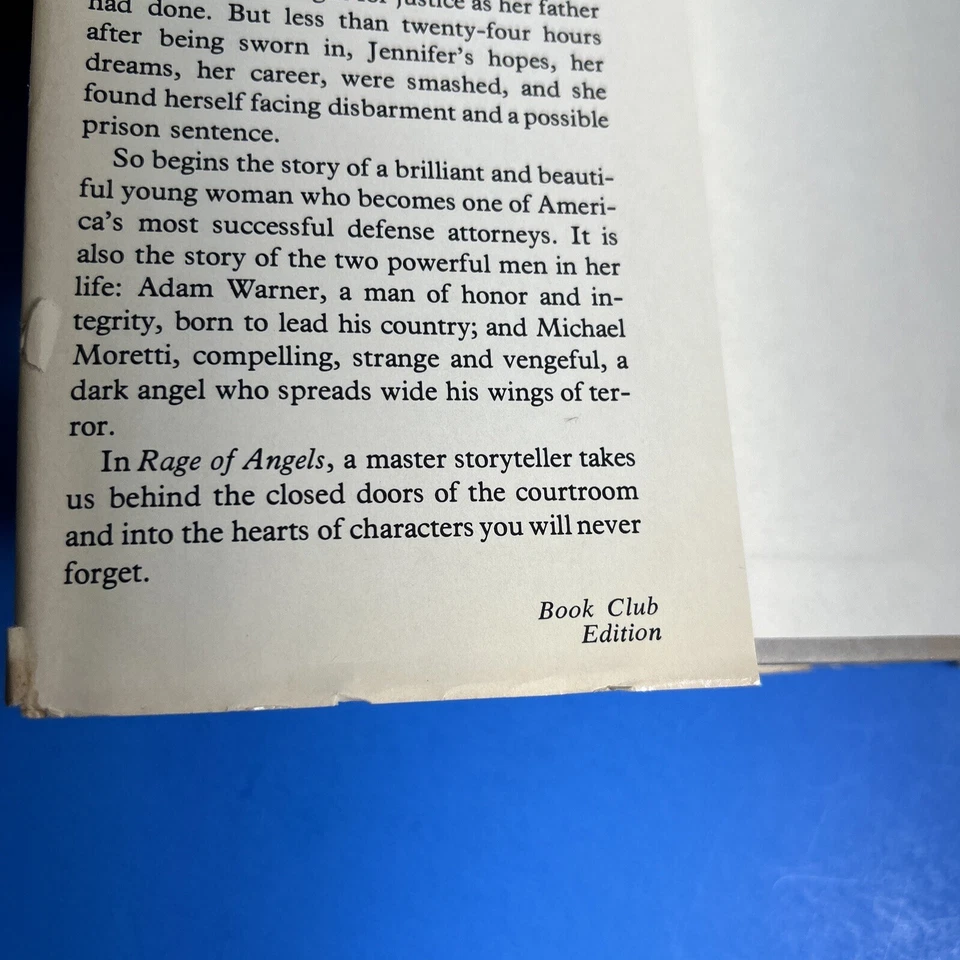 justice as her father
had done. But less than twenty-four hours
after being sworn in, Jennifer's hopes, her
dreams, her career, were smashed, and she
found herself facing disbarment and a possible
prison sentence.
So begins the story of a brilliant and beauti-
ful young woman who becomes one of Ameri-
ca's most successful defense attorneys. It is
also the story of the two powerful men in her
life: Adam Warner, a man of honor and in-
tegrity, born to lead his country; and Michael
Moretti, compelling, strange and vengeful, a
dark angel who spreads wide his wings of ter-
ror.
In Rage of Angels, a master storyteller takes
us behind the closed doors of the courtroom
and into the hearts of characters you will never
forget.
Book Club
Edition